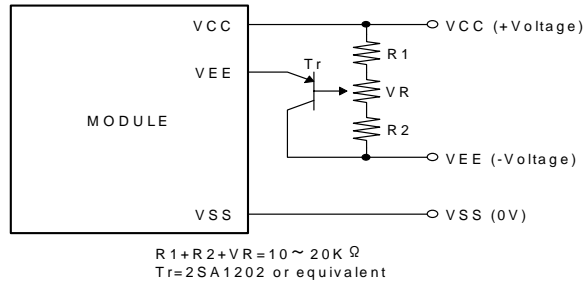 VCC
VCC (+Voltage)
R1
Tr
VEE
VR
MODULE
R2
VEE (-Voltage)
VSS
VSS (0V)
R1+R2+VR=10~20KΩ
Tr=2SA1202 or equivalent